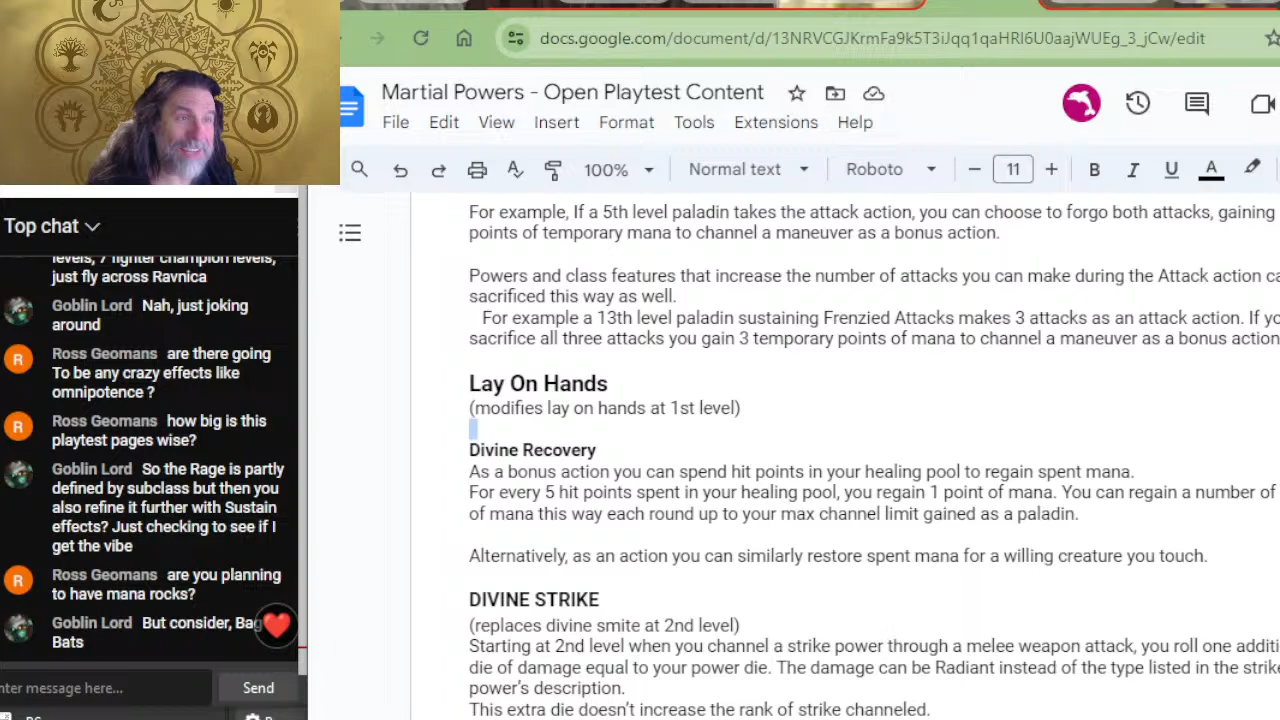 docs.google.com/document/d/13NRVCGJKrmFa9k5T3iJqq1qaHRl6U0aajWUEg_3_jCw/edit
Martial Powers - Open Playtest Content
File Edit View Insert Format Tools Extensions Help
100% Normal text Roboto 11 B I U A
Top chat
levels, 7 fighter champion levels,
just fly across Ravnica
Goblin Lord Nah, just joking
around
R Ross Geomans are there going
To be any crazy effects like
omnipotence ?
R Ross Geomans how big is this
playtest pages wise?
Goblin Lord So the Rage is partly
defined by subclass but then you
also refine it further with Sustain
effects? Just checking to see if I
get the vibe
R Ross Geomans are you planning
to have mana rocks?
Goblin Lord But consider, Bag
Bats
nter message here... Send
For example, If a 5th level paladin takes the attack action, you can choose to forgo both attacks, gaining
points of temporary mana to channel a maneuver as a bonus action.
Powers and class features that increase the number of attacks you can make during the Attack action ca
sacrificed this way as well.
For example a 13th level paladin sustaining Frenzied Attacks makes 3 attacks as an attack action. If yo
sacrifice all three attacks you gain 3 temporary points of mana to channel a maneuver as a bonus action
Lay On Hands
(modifies lay on hands at 1st level)
Divine Recovery
As a bonus action you can spend hit points in your healing pool to regain spent mana.
For every 5 hit points spent in your healing pool, you regain 1 point of mana. You can regain a number of
of mana this way each round up to your max channel limit gained as a paladin.
Alternatively, as an action you can similarly restore spent mana for a willing creature you touch.
DIVINE STRIKE
(replaces divine smite at 2nd level)
Starting at 2nd level when you channel a strike power through a melee weapon attack, you roll one additi
die of damage equal to your power die. The damage can be Radiant instead of the type listed in the strike
power's description.
This extra die doesn't increase the rank of strike channeled.